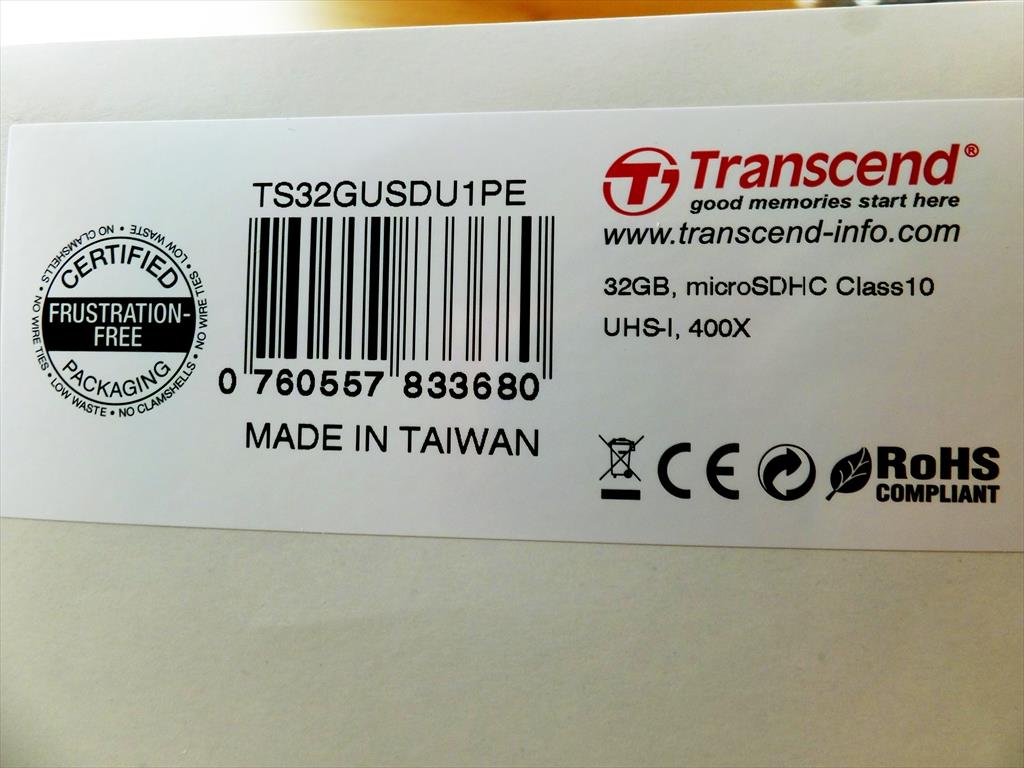 TS32GUSDU1PE
0 760557 833680
MADE IN TAIWAN
CERTIFIED
FRUSTRATION-
FREE
PACKAGING
NO WIRE TIES • LOW WASTE • NO CLAMSHELLS • NO WIRE TIES • LOW WASTE • NO CLAMSHELLS •
Transcend®
good memories start here
www.transcend-info.com
32GB, microSDHC Class10
UHS-I, 400X
CE
RoHS
COMPLIANT